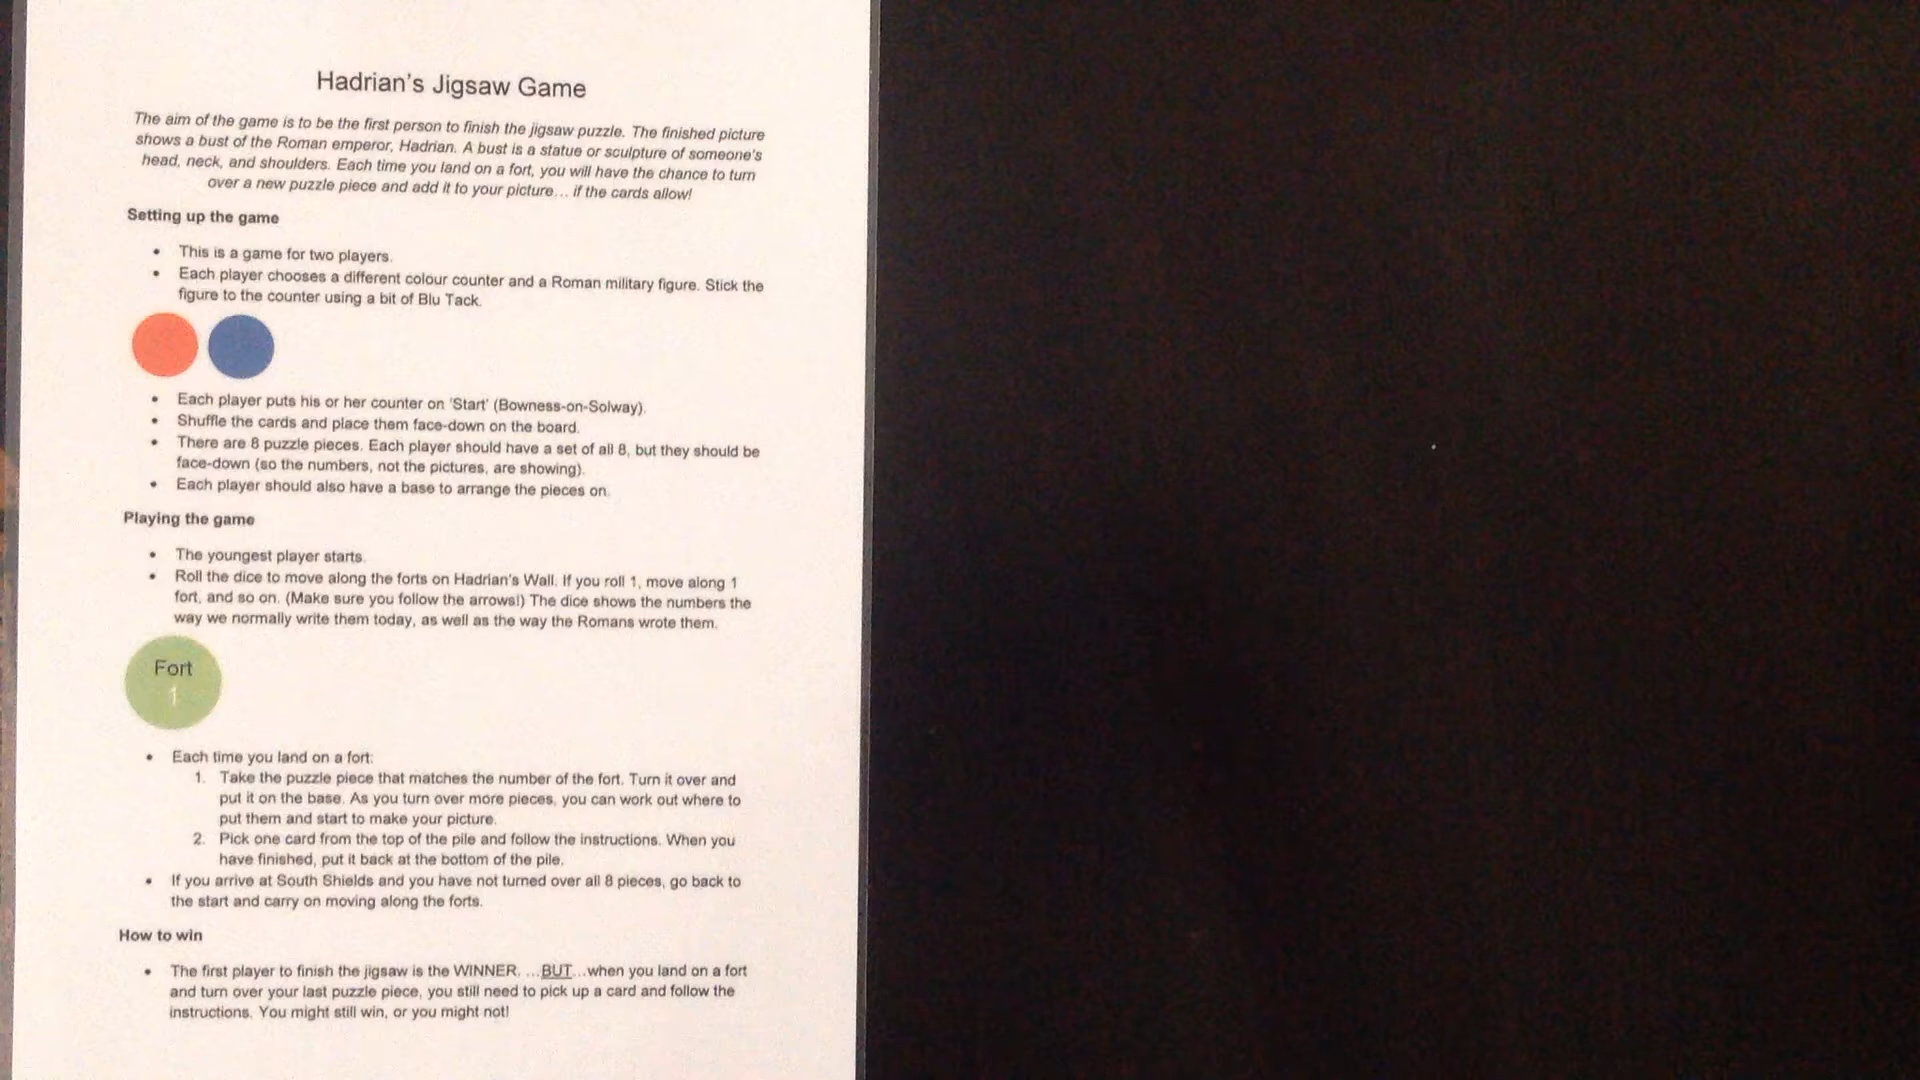 Hadrian's Jigsaw Game
The aim of the game is to be the first person to finish the jigsaw puzzle. The finished picture
shows a bust of the Roman emperor, Hadrian. A bust is a statue or sculpture of someone's
head, neck, and shoulders. Each time you land on a fort, you will have the chance to turn
over a new puzzle piece and add it to your picture… if the cards allow!
Setting up the game
• This is a game for two players.
• Each player chooses a different colour counter and a Roman military figure. Stick the
figure to the counter using a bit of Blu Tack.
• Each player puts his or her counter on 'Start' (Bowness-on-Solway).
• Shuffle the cards and place them face-down on the board.
• There are 8 puzzle pieces. Each player should have a set of all 8, but they should be
face-down (so the numbers, not the pictures, are showing).
• Each player should also have a base to arrange the pieces on.
Playing the game
• The youngest player starts.
• Roll the dice to move along the forts on Hadrian's Wall. If you roll 1, move along 1
fort, and so on. (Make sure you follow the arrows!) The dice shows the numbers the
way we normally write them today, as well as the way the Romans wrote them.
Fort
1
• Each time you land on a fort:
1. Take the puzzle piece that matches the number of the fort. Turn it over and
put it on the base. As you turn over more pieces, you can work out where to
put them and start to make your picture.
2. Pick one card from the top of the pile and follow the instructions. When you
have finished, put it back at the bottom of the pile.
• If you arrive at South Shields and you have not turned over all 8 pieces, go back to
the start and carry on moving along the forts.
How to win
• The first player to finish the jigsaw is the WINNER. …BUT…when you land on a fort
and turn over your last puzzle piece, you still need to pick up a card and follow the
instructions. You might still win, or you might not!